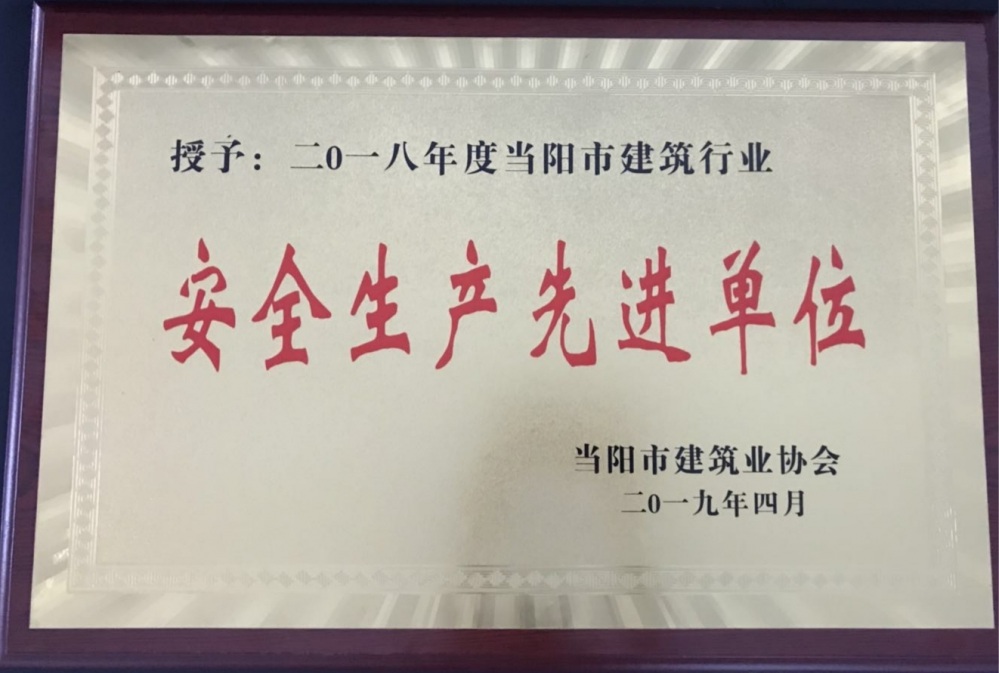 授予：二0一八年度当阳市建筑行业
安全生产先进单位
当阳市建筑业协会
二0一九年四月